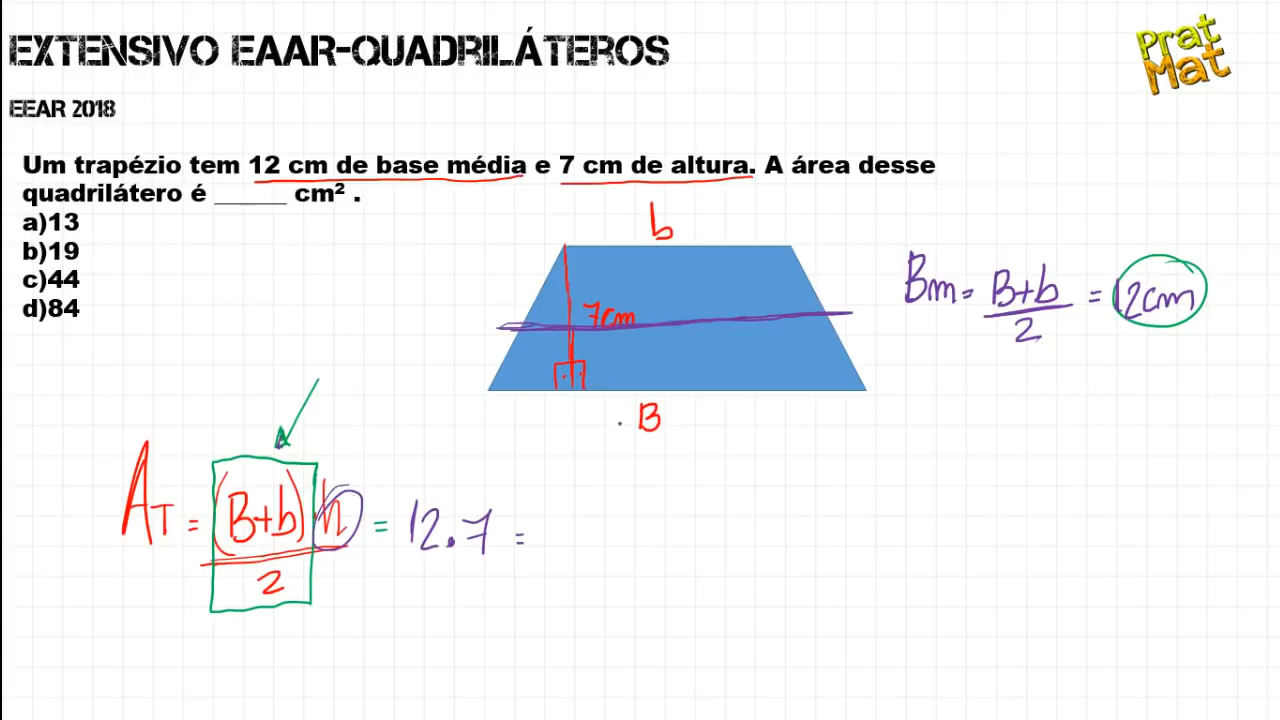 EXTENSIVO EAAR-QUADRILÁTEROS
Prat
Mat
EEAR 2018
Um trapézio tem 12 cm de base média e 7 cm de altura. A área desse
quadrilátero é ______ cm² .
a)13
b)19
c)44
d)84
b
7cm
B
Bm = B+b / 2 = 12cm
AT = (B+b) h / 2 = 12.7 =